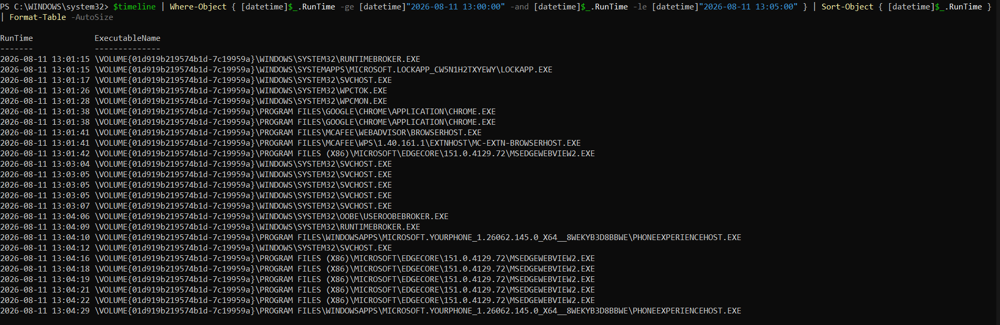 PS C:\WINDOWS\system32> $timeline | Where-Object { [datetime]$_.RunTime -ge [datetime]"2026-08-11 13:00:00" -and [datetime]$_.RunTime -le [datetime]"2026-08-11 13:05:00" } | Sort-Object { [datetime]$_.RunTime }
| Format-Table -AutoSize
RunTime ExecutableName
------- --------------
2026-08-11 13:01:15 \VOLUME{01d919b219574b1d-7c19959a}\WINDOWS\SYSTEM32\RUNTIMEBROKER.EXE
2026-08-11 13:01:15 \VOLUME{01d919b219574b1d-7c19959a}\WINDOWS\SYSTEMAPPS\MICROSOFT.LOCKAPP_CW5N1H2TXYEWY\LOCKAPP.EXE
2026-08-11 13:01:17 \VOLUME{01d919b219574b1d-7c19959a}\WINDOWS\SYSTEM32\SVCHOST.EXE
2026-08-11 13:01:26 \VOLUME{01d919b219574b1d-7c19959a}\WINDOWS\SYSTEM32\WPCTOK.EXE
2026-08-11 13:01:28 \VOLUME{01d919b219574b1d-7c19959a}\WINDOWS\SYSTEM32\WPCMON.EXE
2026-08-11 13:01:38 \VOLUME{01d919b219574b1d-7c19959a}\PROGRAM FILES\GOOGLE\CHROME\APPLICATION\CHROME.EXE
2026-08-11 13:01:38 \VOLUME{01d919b219574b1d-7c19959a}\PROGRAM FILES\GOOGLE\CHROME\APPLICATION\CHROME.EXE
2026-08-11 13:01:41 \VOLUME{01d919b219574b1d-7c19959a}\PROGRAM FILES\MCAFEE\WEBADVISOR\BROWSERHOST.EXE
2026-08-11 13:01:41 \VOLUME{01d919b219574b1d-7c19959a}\PROGRAM FILES\MCAFEE\WPS\1.40.161.1\EXTNHOST\MC-EXTN-BROWSERHOST.EXE
2026-08-11 13:01:42 \VOLUME{01d919b219574b1d-7c19959a}\PROGRAM FILES (X86)\MICROSOFT\EDGECORE\151.0.4129.72\MSEDGEWEBVIEW2.EXE
2026-08-11 13:03:04 \VOLUME{01d919b219574b1d-7c19959a}\WINDOWS\SYSTEM32\SVCHOST.EXE
2026-08-11 13:03:05 \VOLUME{01d919b219574b1d-7c19959a}\WINDOWS\SYSTEM32\SVCHOST.EXE
2026-08-11 13:03:05 \VOLUME{01d919b219574b1d-7c19959a}\WINDOWS\SYSTEM32\SVCHOST.EXE
2026-08-11 13:03:05 \VOLUME{01d919b219574b1d-7c19959a}\WINDOWS\SYSTEM32\SVCHOST.EXE
2026-08-11 13:03:07 \VOLUME{01d919b219574b1d-7c19959a}\WINDOWS\SYSTEM32\SVCHOST.EXE
2026-08-11 13:04:06 \VOLUME{01d919b219574b1d-7c19959a}\WINDOWS\SYSTEM32\OOBE\USEROOBEBROKER.EXE
2026-08-11 13:04:09 \VOLUME{01d919b219574b1d-7c19959a}\WINDOWS\SYSTEM32\RUNTIMEBROKER.EXE
2026-08-11 13:04:10 \VOLUME{01d919b219574b1d-7c19959a}\PROGRAM FILES\WINDOWSAPPS\MICROSOFT.YOURPHONE_1.26062.145.0_X64__8WEKYB3D8BBWE\PHONEEXPERIENCEHOST.EXE
2026-08-11 13:04:12 \VOLUME{01d919b219574b1d-7c19959a}\WINDOWS\SYSTEM32\SVCHOST.EXE
2026-08-11 13:04:16 \VOLUME{01d919b219574b1d-7c19959a}\PROGRAM FILES (X86)\MICROSOFT\EDGECORE\151.0.4129.72\MSEDGEWEBVIEW2.EXE
2026-08-11 13:04:18 \VOLUME{01d919b219574b1d-7c19959a}\PROGRAM FILES (X86)\MICROSOFT\EDGECORE\151.0.4129.72\MSEDGEWEBVIEW2.EXE
2026-08-11 13:04:19 \VOLUME{01d919b219574b1d-7c19959a}\PROGRAM FILES (X86)\MICROSOFT\EDGECORE\151.0.4129.72\MSEDGEWEBVIEW2.EXE
2026-08-11 13:04:21 \VOLUME{01d919b219574b1d-7c19959a}\PROGRAM FILES (X86)\MICROSOFT\EDGECORE\151.0.4129.72\MSEDGEWEBVIEW2.EXE
2026-08-11 13:04:22 \VOLUME{01d919b219574b1d-7c19959a}\PROGRAM FILES (X86)\MICROSOFT\EDGECORE\151.0.4129.72\MSEDGEWEBVIEW2.EXE
2026-08-11 13:04:29 \VOLUME{01d919b219574b1d-7c19959a}\PROGRAM FILES\WINDOWSAPPS\MICROSOFT.YOURPHONE_1.26062.145.0_X64__8WEKYB3D8BBWE\PHONEEXPERIENCEHOST.EXE